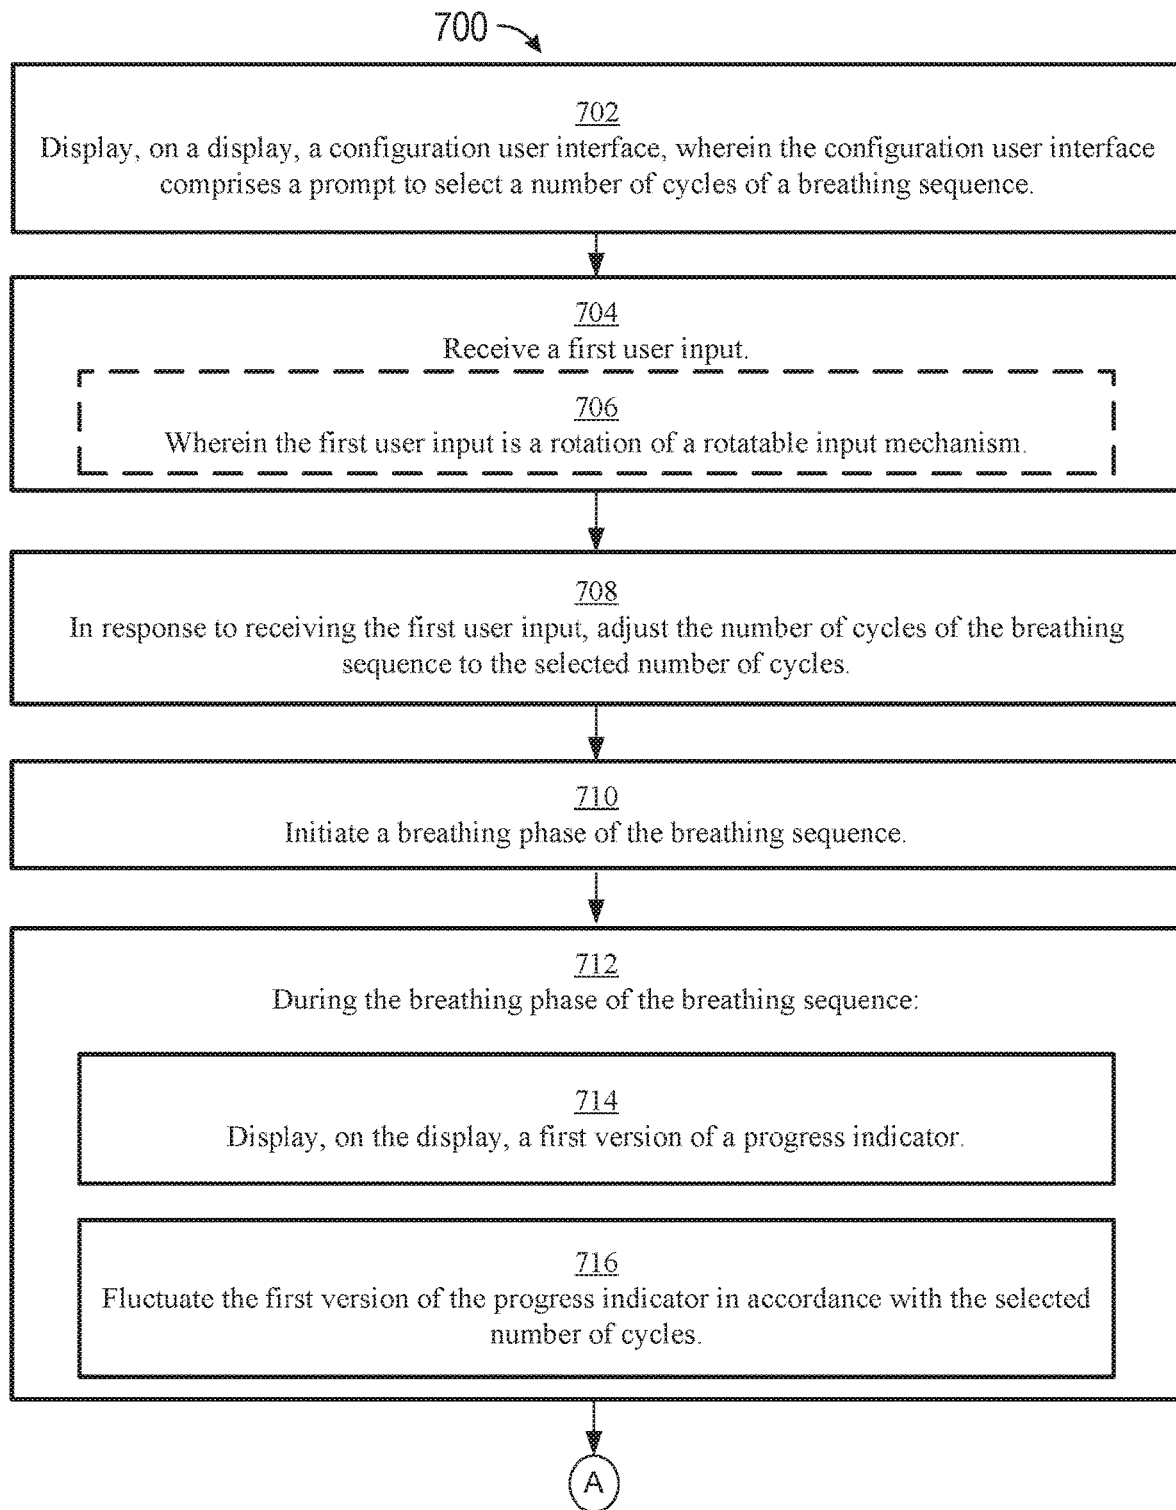 700
702
Display, on a display, a configuration user interface, wherein the configuration user interface
comprises a prompt to select a number of cycles of a breathing sequence.
704
Receive a first user input.
706
Wherein the first user input is a rotation of a rotatable input mechanism.
708
In response to receiving the first user input, adjust the number of cycles of the breathing
sequence to the selected number of cycles.
710
Initiate a breathing phase of the breathing sequence.
712
During the breathing phase of the breathing sequence:
714
Display, on the display, a first version of a progress indicator.
716
Fluctuate the first version of the progress indicator in accordance with the selected
number of cycles.
A